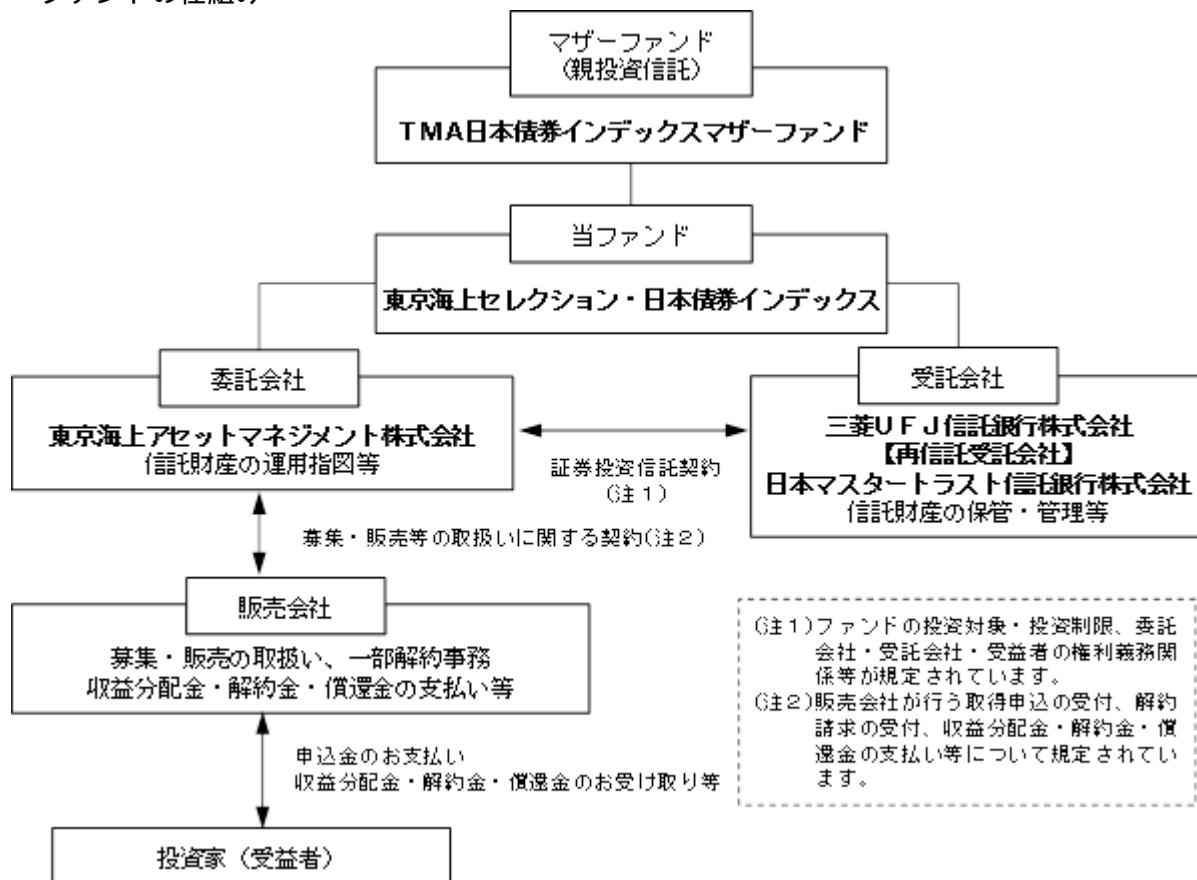 ファンドの仕組み
マザーファンド
(親投資信託)
TMA日本債券インデックスマザーファンド
当ファンド
東京海上セレクション・日本債券インデックス
委託会社
東京海上アセットマネジメント株式会社
信託財産の運用指図等
受託会社
三菱UFJ信託銀行株式会社
【再信託受託会社】
日本マスタートラスト信託銀行株式会社
信託財産の保管・管理等
証券投資信託契約
(注1)
募集・販売等の取扱いに関する契約(注2)
販売会社
募集・販売の取扱い、一部解約事務
収益分配金・解約金・償還金の支払い等
(注1)ファンドの投資対象・投資制限、委託
会社・受託会社・受益者の権利義務関
係等が規定されています。
(注2)販売会社が行う取得申込の受付、解約
請求の受付、収益分配金・解約金・償
還金の支払い等について規定されてい
ます。
申込金のお支払い
収益分配金・解約金・償還金のお受け取り等
投資家(受益者)